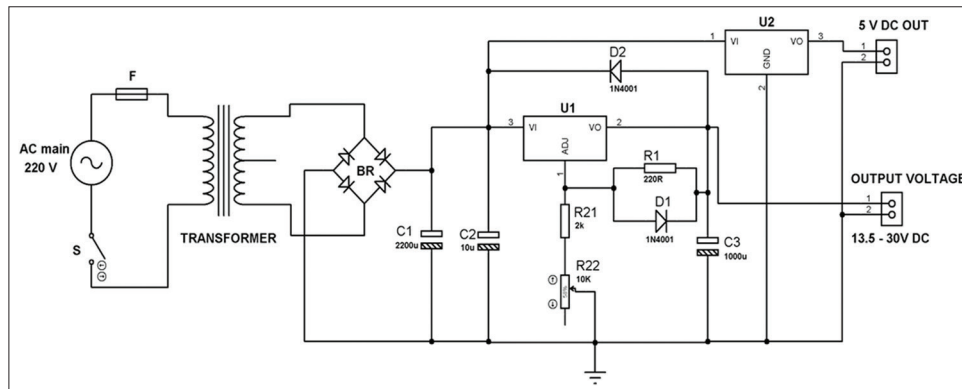 F
AC main
220 V
S
TRANSFORMER
BR
C1
2200u
C2
10u
D2
1N4001
U1
3
VI
VO
2
ADJ
1
R1
220R
D1
1N4001
R21
2k
R22
10K
50%
C3
1000u
U2
1
VI
VO
3
GND
2
5 V DC OUT
1
2
OUTPUT VOLTAGE
1
2
13.5 - 30V DC